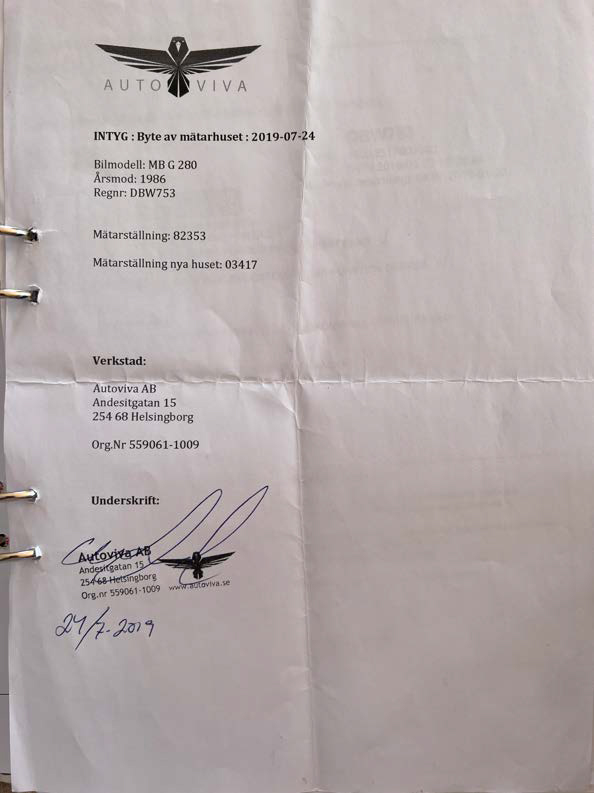 AUTO VIVA
INTYG : Byte av mätarhuset : 2019-07-24
Bilmodell: MB G 280
Årsmod: 1986
Regnr: DBW753
Mätarställning: 82353
Mätarställning nya huset: 03417
Verkstad:
Autoviva AB
Andesitgatan 15
254 68 Helsingborg
Org.Nr 559061-1009
Underskrift:
Autoviva AB
Andesitgatan 15
254 68 Helsingborg
Org.nr 559061-1009
www.autoviva.se
24/7-2019